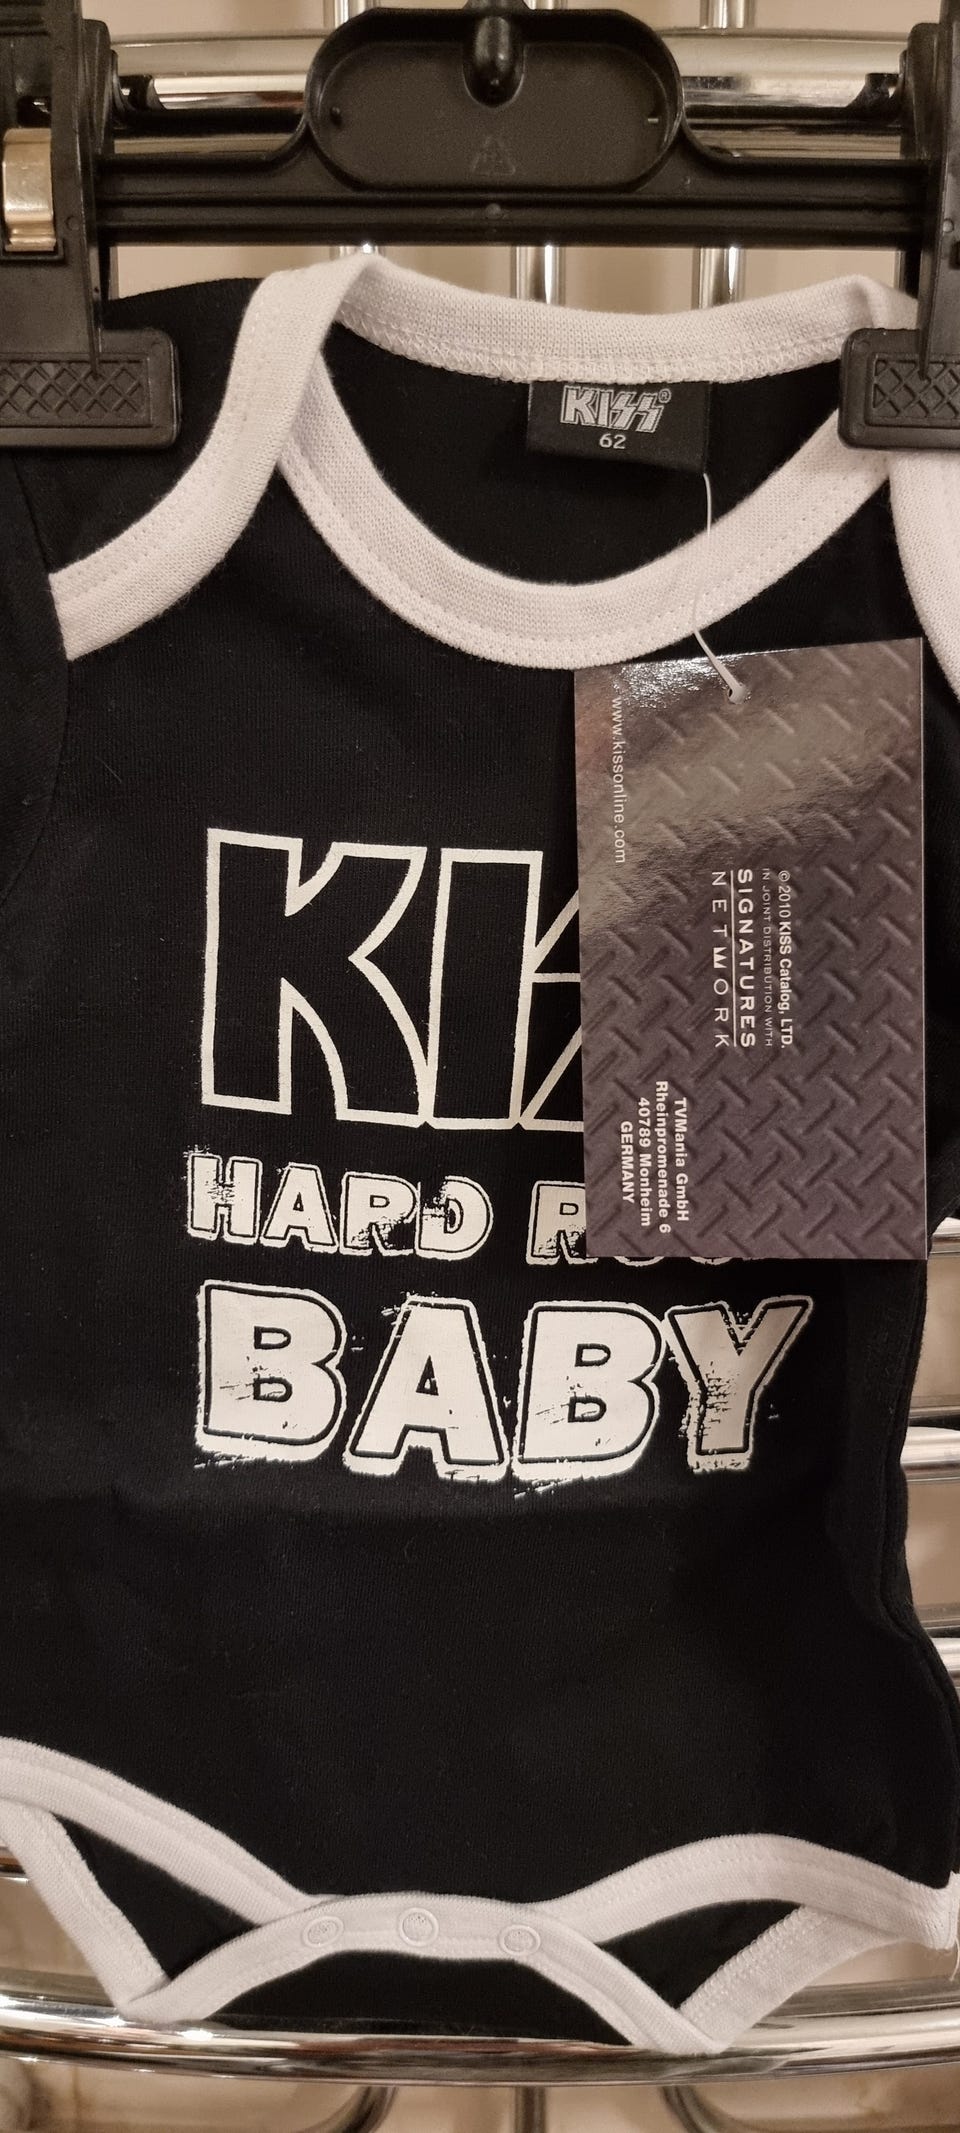 KISS®
62
www.kissonline.com
© 2010 KISS Catalog, LTD.
IN JOINT DISTRIBUTION WITH
SIGNATURES
NETWORK
TVMania GmbH
Rheinpromenade 6
40789 Monheim
GERMANY
KI
HARD
BABY